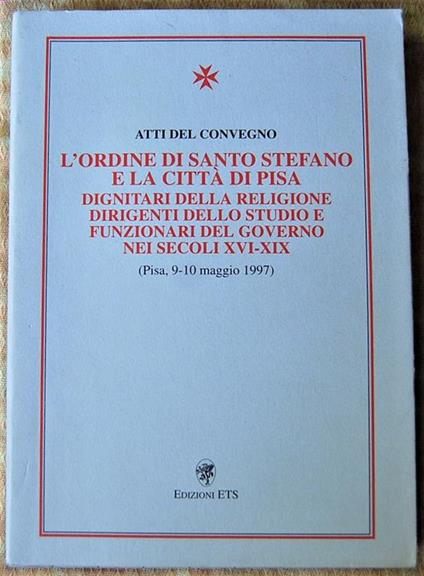 ATTI DEL CONVEGNO
L'ORDINE DI SANTO STEFANO
E LA CITTÀ DI PISA
DIGNITARI DELLA RELIGIONE
DIRIGENTI DELLO STUDIO E
FUNZIONARI DEL GOVERNO
NEI SECOLI XVI-XIX
(Pisa, 9-10 maggio 1997)
EDIZIONI ETS